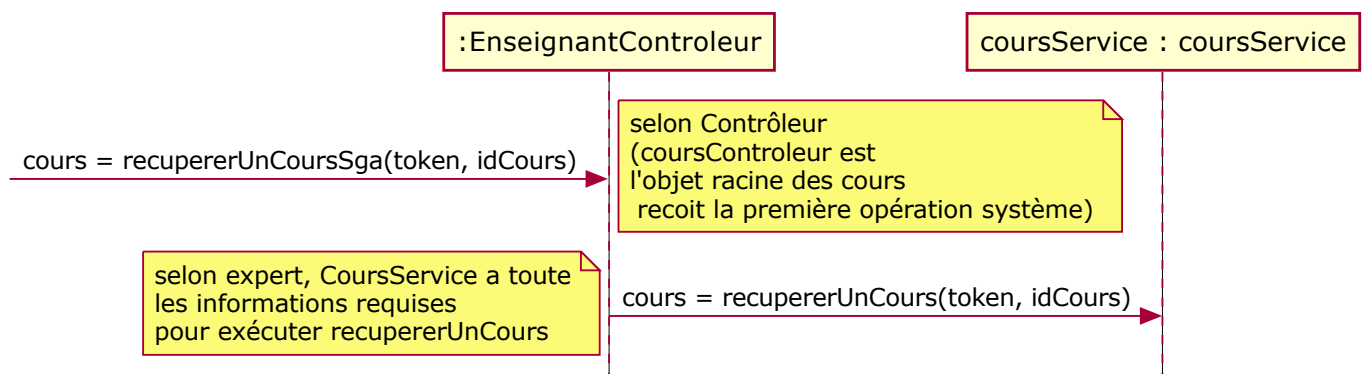 :EnseignantControleur
coursService : coursService
selon Contrôleur
(coursControleur est
l'objet racine des cours
recoit la première opération système)
cours = recupererUnCoursSga(token, idCours)
selon expert, CoursService a toute
les informations requises
pour exécuter recupererUnCours
cours = recupererUnCours(token, idCours)